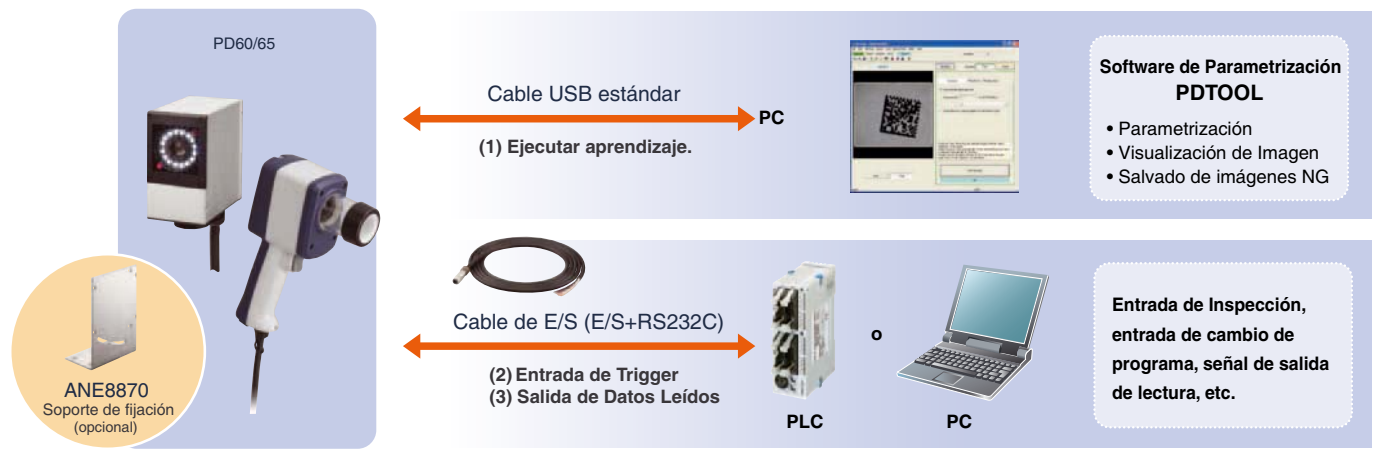 PD60/65
Cable USB estándar
PC
(1) Ejecutar aprendizaje.
Software de Parametrización
PDTOOL
• Parametrización
• Visualización de Imagen
• Salvado de imágenes NG
ANE8870
Soporte de fijación
(opcional)
Cable de E/S (E/S+RS232C)
(2) Entrada de Trigger
(3) Salida de Datos Leídos
PLC
o
PC
Entrada de Inspección,
entrada de cambio de
programa, señal de salida
de lectura, etc.